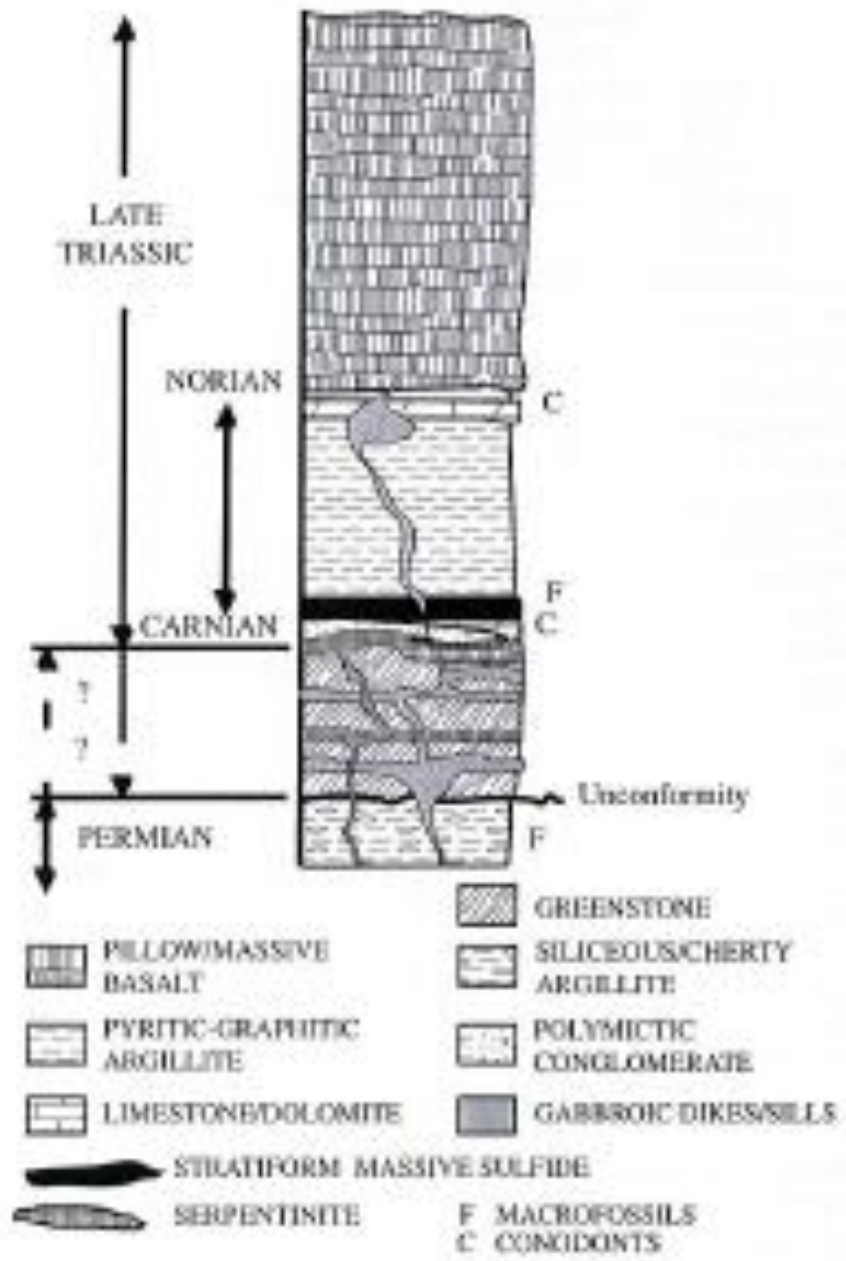 LATE
TRIASSIC
NORIAN
C
F
CARNIAN
C
?
?
Unconformity
PERMIAN
F
GREENSTONE
PILLOW/MASSIVE
BASALT
SILICEOUS/CHERTY
ARGILLITE
PYRITIC-GRAPHITIC
ARGILLITE
POLYMICTIC
CONGLOMERATE
LIMESTONE/DOLOMITE
GABBROIC DIKES/SILLS
STRATIFORM MASSIVE SULFIDE
SERPENTINITE
F MACROFOSSILS
C CONODONTS